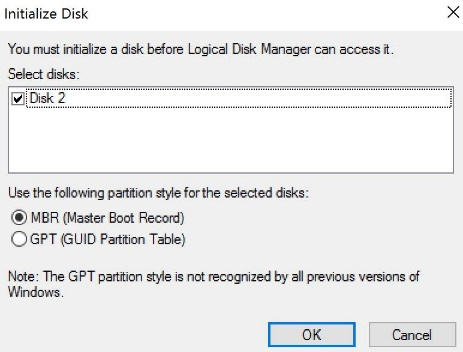 Initialize Disk
You must initialize a disk before Logical Disk Manager can access it.
Select disks:
Disk 2
Use the following partition style for the selected disks:
MBR (Master Boot Record)
GPT (GUID Partition Table)
Note: The GPT partition style is not recognized by all previous versions of
Windows.
OK Cancel